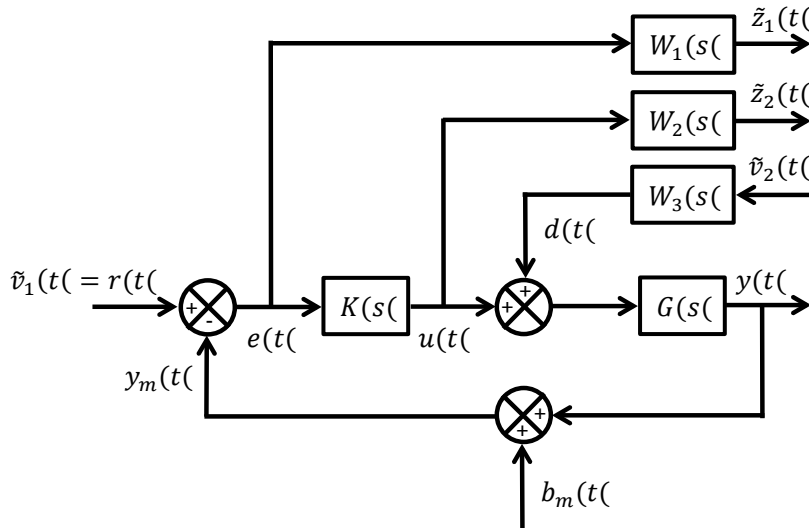 z̃₁(t(
W₁(s(
z̃₂(t(
W₂(s(
ṽ₂(t(
W₃(s(
d(t(
ṽ₁(t( = r(t(
+
-
e(t(
K(s(
u(t(
+
+
G(s(
y(t(
yₘ(t(
+
+
bₘ(t(